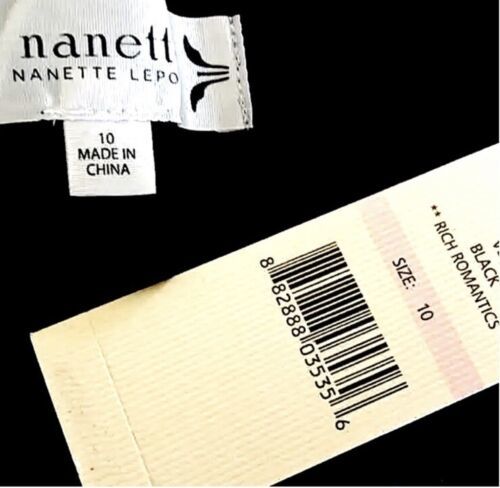 nanett
NANETTE LEPO
10
MADE IN
CHINA
BLACK
** RICH ROMANTICS
SIZE: 10
8 82888 03535 6